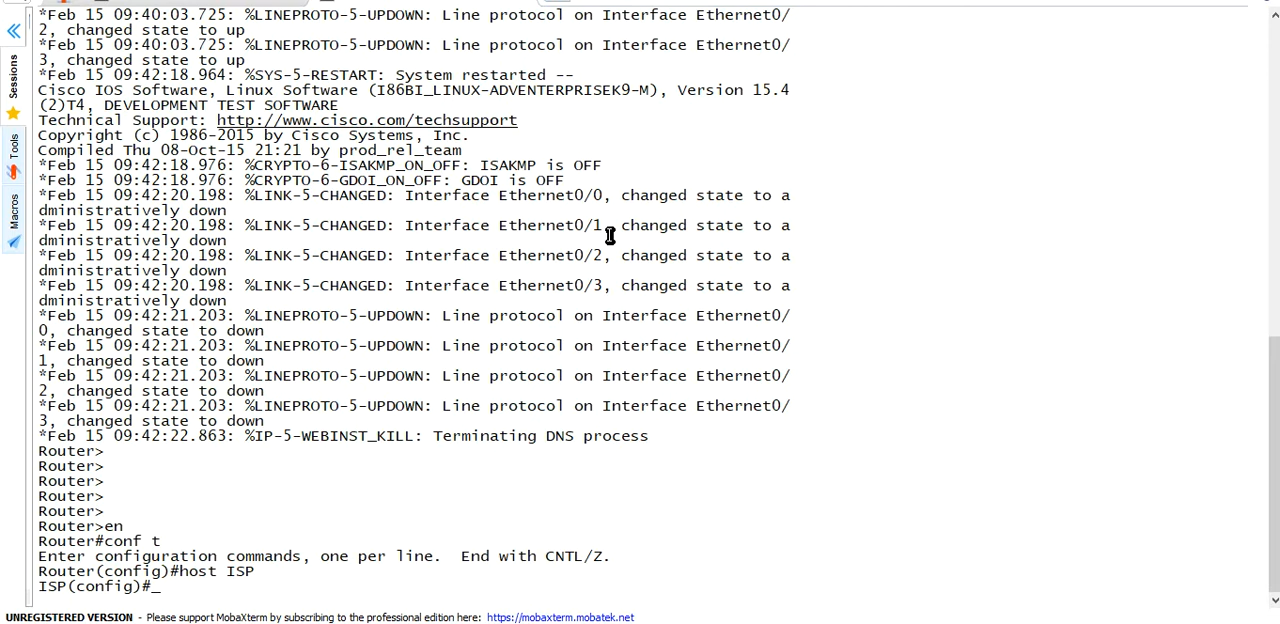 *Feb 15 09:40:03.725: %LINEPROTO-5-UPDOWN: Line protocol on Interface Ethernet0/
2, changed state to up
*Feb 15 09:40:03.725: %LINEPROTO-5-UPDOWN: Line protocol on Interface Ethernet0/
3, changed state to up
*Feb 15 09:42:18.964: %SYS-5-RESTART: System restarted --
Cisco IOS Software, Linux Software (I86BI_LINUX-ADVENTERPRISEK9-M), Version 15.4
(2)T4, DEVELOPMENT TEST SOFTWARE
Technical Support: http://www.cisco.com/techsupport
Copyright (c) 1986-2015 by Cisco Systems, Inc.
Compiled Thu 08-Oct-15 21:21 by prod_rel_team
*Feb 15 09:42:18.976: %CRYPTO-6-ISAKMP_ON_OFF: ISAKMP is OFF
*Feb 15 09:42:18.976: %CRYPTO-6-GDOI_ON_OFF: GDOI is OFF
*Feb 15 09:42:20.198: %LINK-5-CHANGED: Interface Ethernet0/0, changed state to a
dministratively down
*Feb 15 09:42:20.198: %LINK-5-CHANGED: Interface Ethernet0/1, changed state to a
dministratively down
*Feb 15 09:42:20.198: %LINK-5-CHANGED: Interface Ethernet0/2, changed state to a
dministratively down
*Feb 15 09:42:20.198: %LINK-5-CHANGED: Interface Ethernet0/3, changed state to a
dministratively down
*Feb 15 09:42:21.203: %LINEPROTO-5-UPDOWN: Line protocol on Interface Ethernet0/
0, changed state to down
*Feb 15 09:42:21.203: %LINEPROTO-5-UPDOWN: Line protocol on Interface Ethernet0/
1, changed state to down
*Feb 15 09:42:21.203: %LINEPROTO-5-UPDOWN: Line protocol on Interface Ethernet0/
2, changed state to down
*Feb 15 09:42:21.203: %LINEPROTO-5-UPDOWN: Line protocol on Interface Ethernet0/
3, changed state to down
*Feb 15 09:42:22.863: %IP-5-WEBINST_KILL: Terminating DNS process
Router>
Router>
Router>
Router>
Router>
Router>en
Router#conf t
Enter configuration commands, one per line.  End with CNTL/Z.
Router(config)#host ISP
ISP(config)#_
Sessions
Tools
Macros
UNREGISTERED VERSION - Please support MobaXterm by subscribing to the professional edition here: https://mobaxterm.mobatek.net